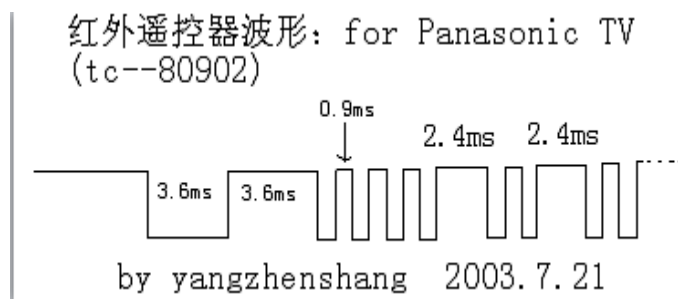 红外遥控器波形: for Panasonic TV
(tc--80902)
0.9ms
2.4ms 2.4ms
3.6ms 3.6ms
by yangzhenshang 2003.7.21